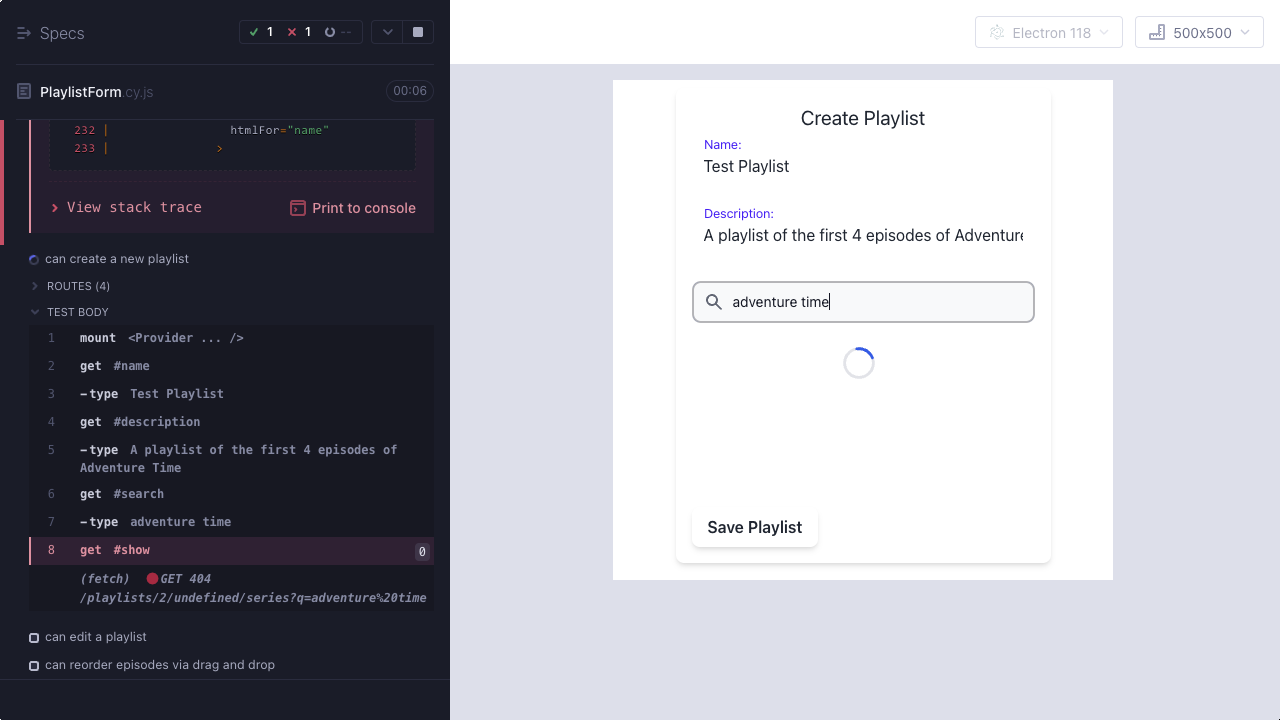 Specs
1 1 --
PlaylistForm.cy.js 00:06
232 | htmlFor="name"
233 | >
View stack trace
Print to console
can create a new playlist
ROUTES (4)
TEST BODY
1 mount <Provider ... />
2 get #name
3 -type Test Playlist
4 get #description
5 -type A playlist of the first 4 episodes of
Adventure Time
6 get #search
7 -type adventure time
8 get #show 0
(fetch) GET 404
/playlists/2/undefined/series?q=adventure%20time
can edit a playlist
can reorder episodes via drag and drop
Electron 118
500x500
Create Playlist
Name:
Test Playlist
Description:
A playlist of the first 4 episodes of Adventure
adventure time
Save Playlist